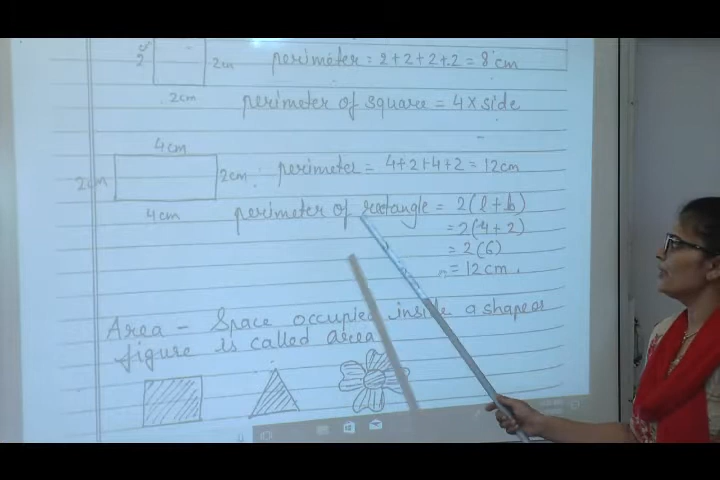 2
2cm
perimeter = 2+2+2+2 = 8 cm
2cm
perimeter of square = 4 × side
4cm
2cm
2cm
perimeter = 4+2+4+2 = 12cm
4cm
perimeter of rectangle = 2(l+b)
= 2(4+2)
= 2(6)
= 12 cm.
Area - Space occupied inside a shape or
figure is called area